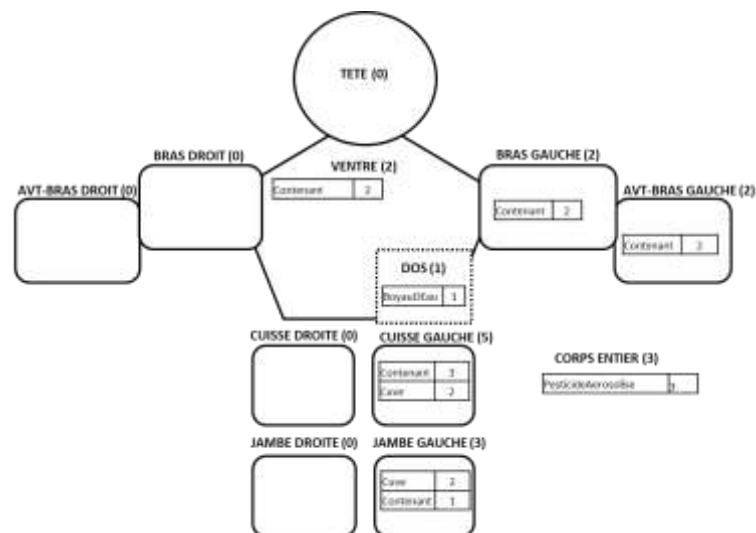 TETE (0)
BRAS DROIT (0)
VENTRE (2)
BRAS GAUCHE (2)
AVT-BRAS DROIT (0)
AVT-BRAS GAUCHE (2)
Contenant 2
Contenant 2
Contenant 2
DOS (1)
BoyauDEau 1
CUISSE DROITE (0)
CUISSE GAUCHE (5)
CORPS ENTIER (3)
Contenant 3
Cuve 2
PesticideAerosolise 3
JAMBE DROITE (0)
JAMBE GAUCHE (3)
Cuve 2
Contenant 1